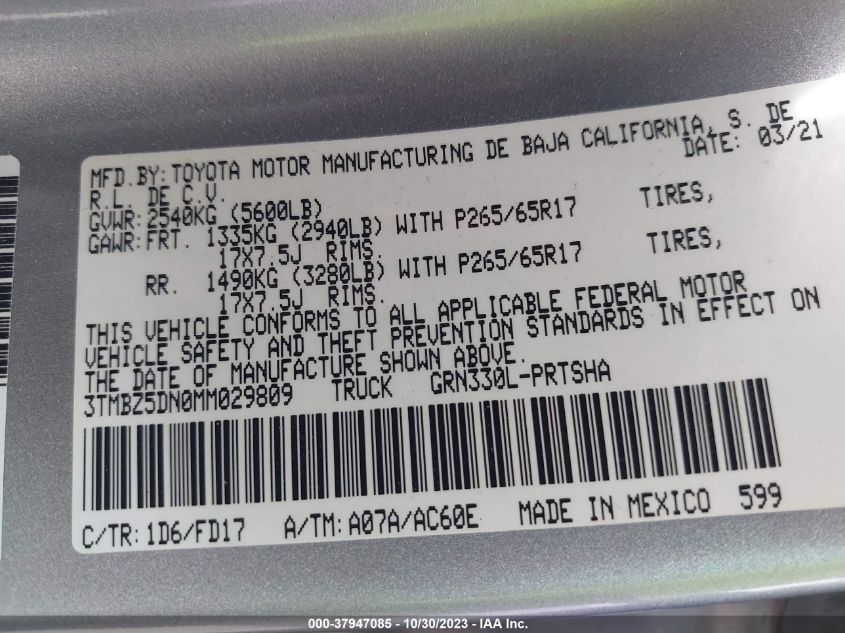 MFD.BY: TOYOTA MOTOR MANUFACTURING DE BAJA CALIFORNIA, S. DE
R.L. DE C.V. DATE: 03/21
GVWR: 2540KG (5600LB)
GAWR: FRT. 1335KG (2940LB) WITH P265/65R17 TIRES,
17X7.5J RIMS.
RR. 1490KG (3280LB) WITH P265/65R17 TIRES,
17X7.5J RIMS.
THIS VEHICLE CONFORMS TO ALL APPLICABLE FEDERAL MOTOR
VEHICLE SAFETY AND THEFT PREVENTION STANDARDS IN EFFECT ON
THE DATE OF MANUFACTURE SHOWN ABOVE.
3TMBZ5DN0MM029809 TRUCK GRN330L-PRTSHA
C/TR: 1D6/FD17 A/TM: A07A/AC60E MADE IN MEXICO 599
000-37947085 - 10/30/2023 - IAA Inc.